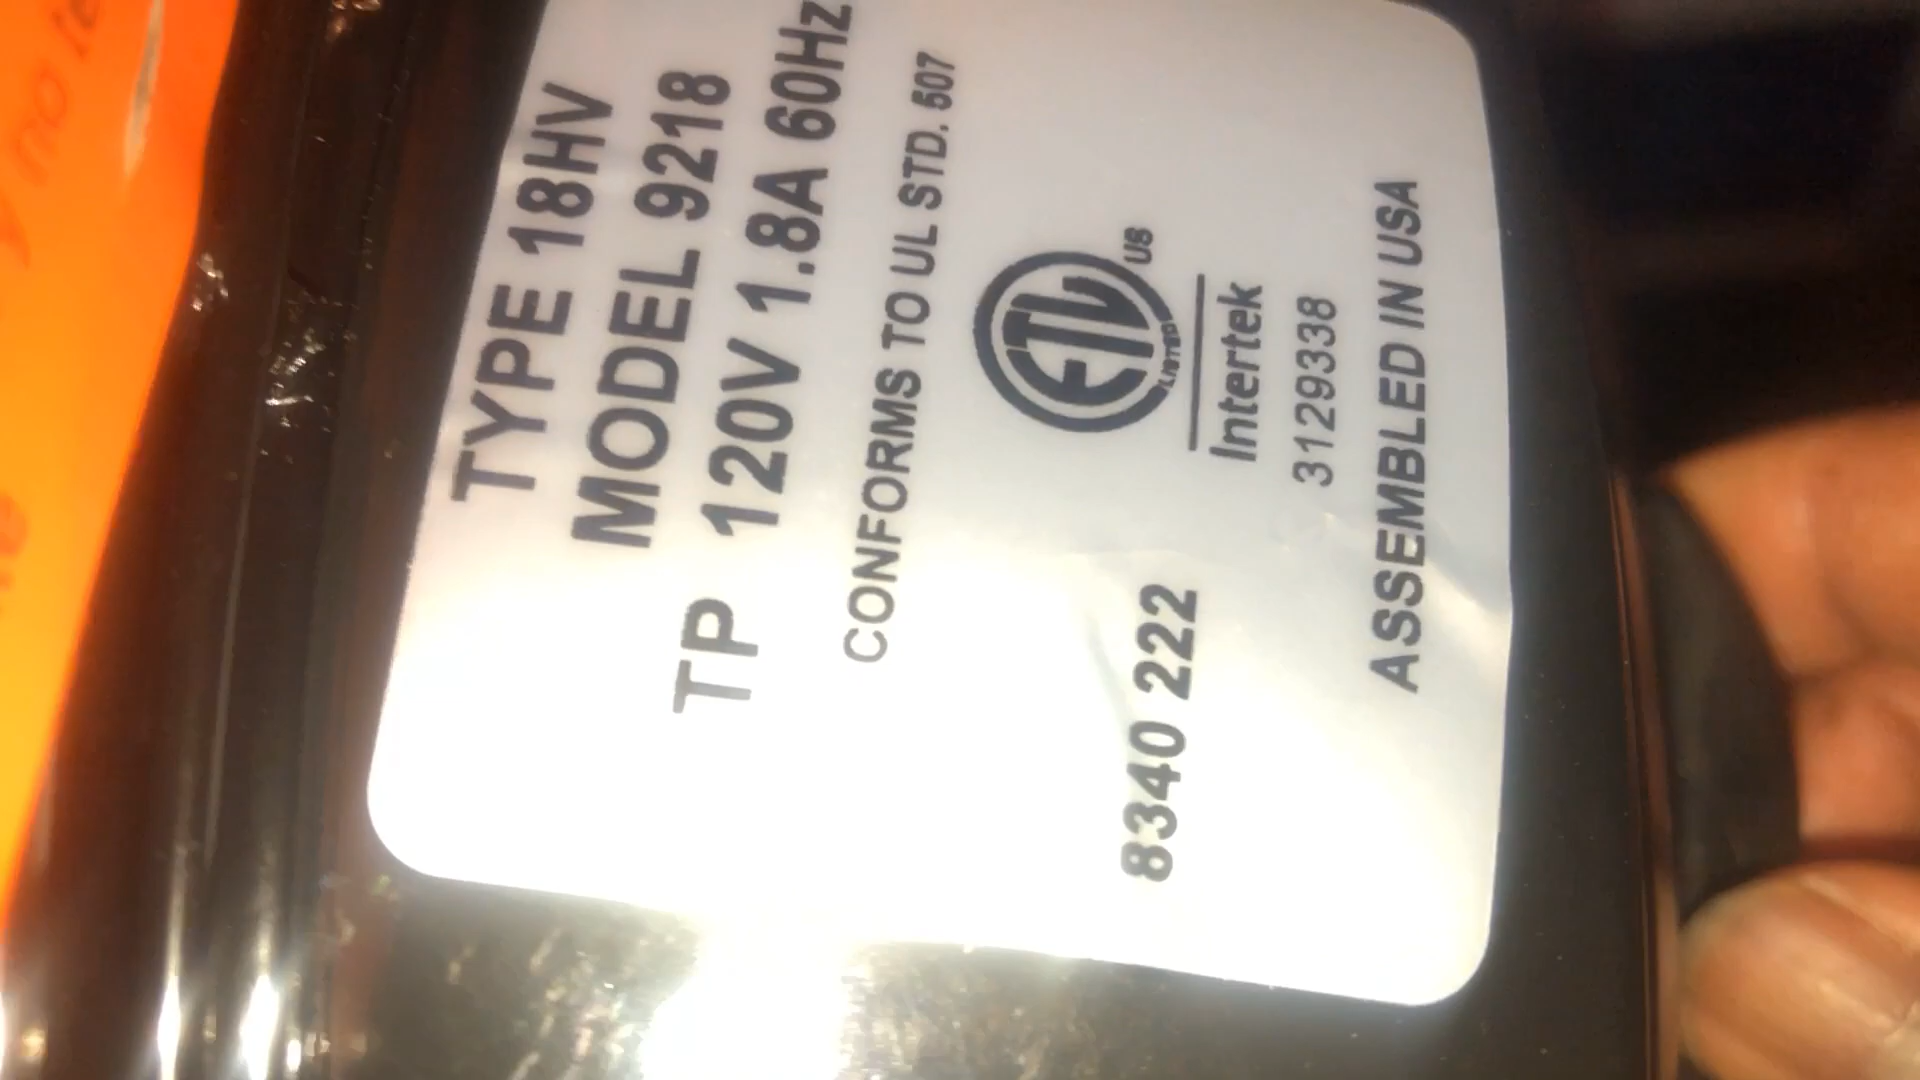 TYPE 18HV
MODEL 9218
TP 120V 1.8A 60Hz
CONFORMS TO UL STD. 507
ETL
LISTED
US
Intertek
8340 222
3129338
ASSEMBLED IN USA
y no